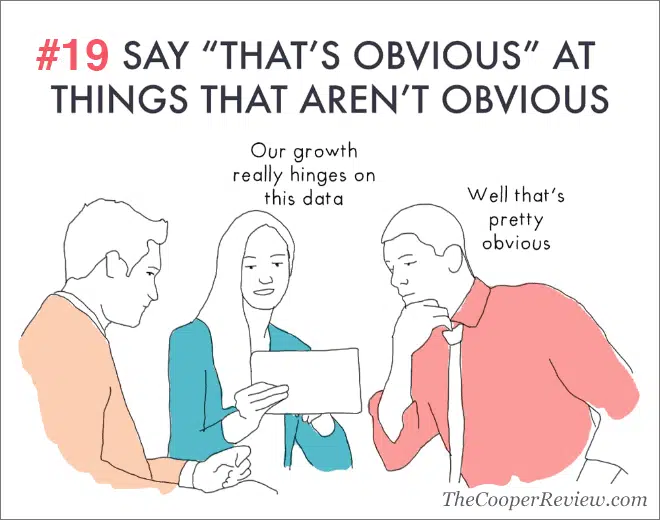 #19 SAY “THAT’S OBVIOUS” AT
THINGS THAT AREN’T OBVIOUS
Our growth
really hinges on
this data
Well that's
pretty
obvious
TheCooperReview.com